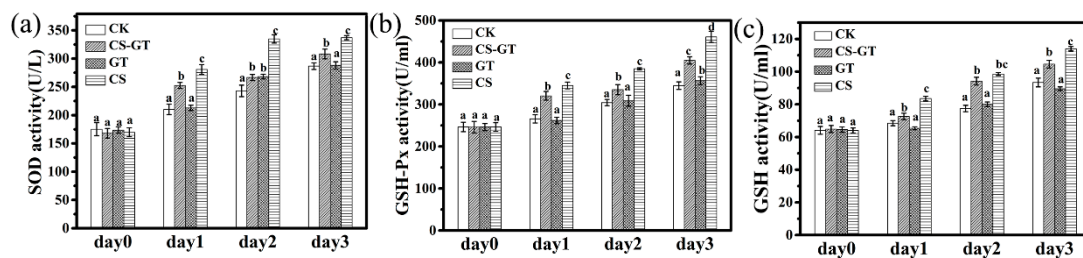 (a)
CK
CS-GT
GT
CS
SOD activity(U/L)
350
300
250
200
150
100
50
0
a a a a
a b a c
a b b c
a b a c
day0 day1 day2 day3
(b)
CK
CS-GT
GT
CS
GSH-Px activity(U/ml)
500
400
300
200
100
0
a a a a
a b a c
a b a c
a c b d
day0 day1 day2 day3
(c)
CK
CS-GT
GT
CS
GSH activity(U/ml)
120
100
80
60
40
20
0
a a a a
a b a c
a b a bc
a b a c
day0 day1 day2 day3